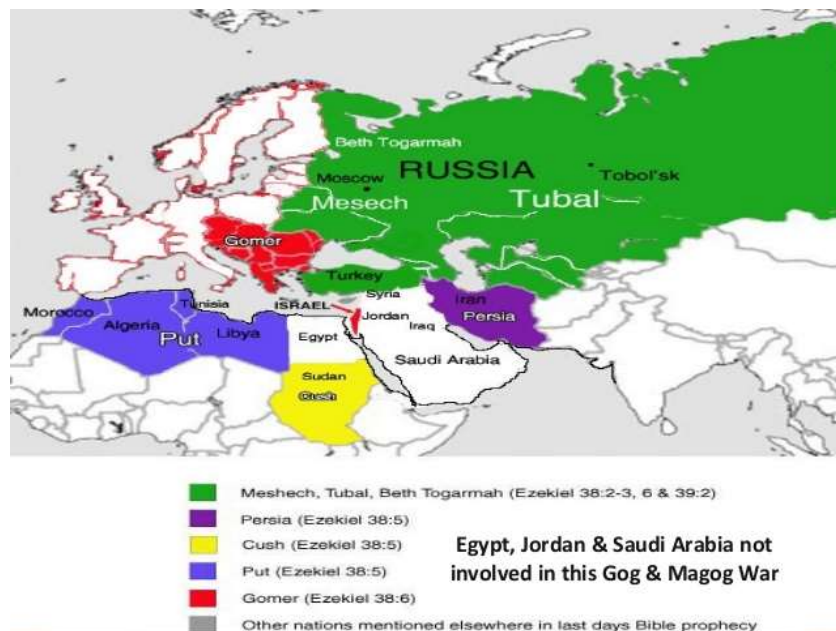 Beth Togarmah
RUSSIA
Moscow
Tobol'sk
Mesech
Tubal
Gomer
Turkey
Syria
Tunisia
ISRAEL
Iran
Morocco
Jordan
Persia
Algeria
Put
Libya
Iraq
Egypt
Saudi Arabia
Sudan
Cush
Meshech, Tubal, Beth Togarmah (Ezekiel 38:2-3, 6 & 39:2)
Persia (Ezekiel 38:5)
Cush (Ezekiel 38:5)
Egypt, Jordan & Saudi Arabia not
involved in this Gog & Magog War
Put (Ezekiel 38:5)
Gomer (Ezekiel 38:6)
Other nations mentioned elsewhere in last days Bible prophecy